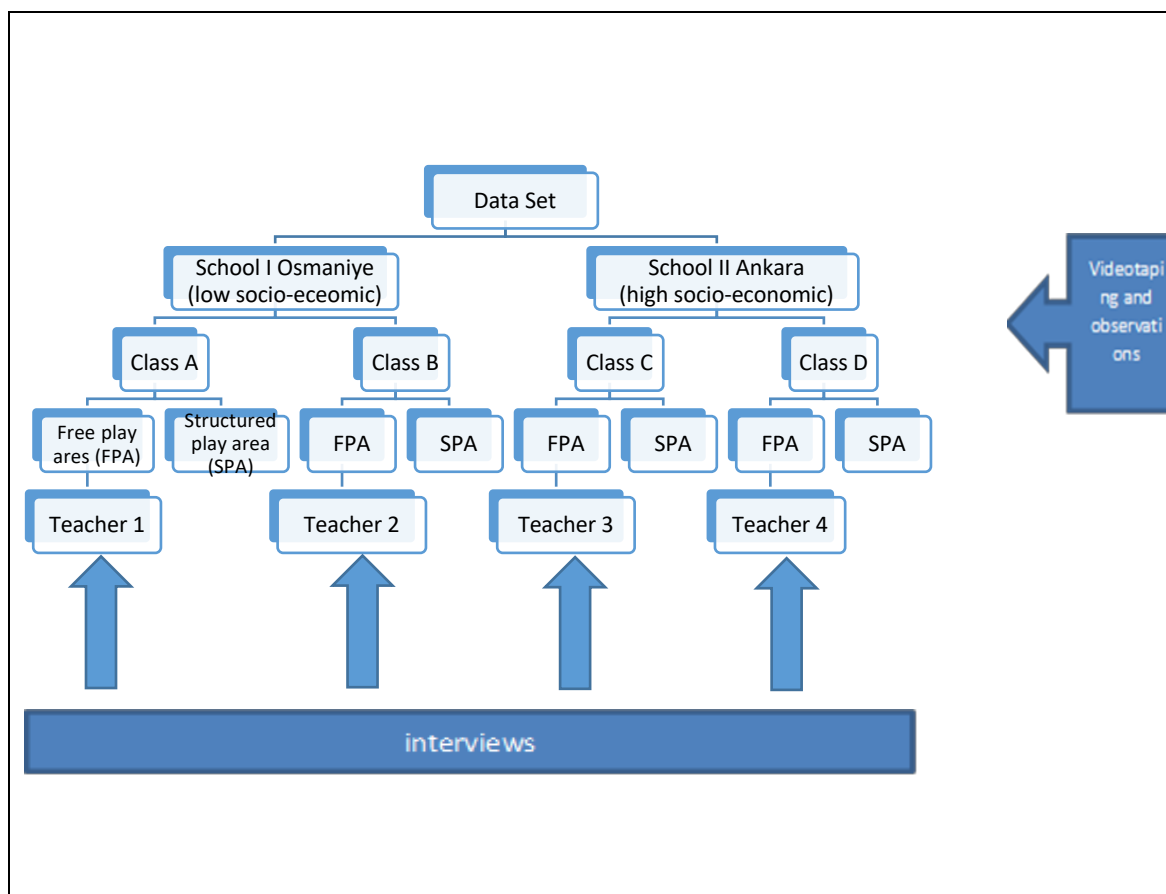 Data Set
School I Osmaniye
(low socio-eceomic)
School II Ankara
(high socio-economic)
Videotapi
ng and
observati
ons
Class A
Class B
Class C
Class D
Free play
ares (FPA)
Structured
play area
(SPA)
FPA
SPA
FPA
SPA
FPA
SPA
Teacher 1
Teacher 2
Teacher 3
Teacher 4
interviews